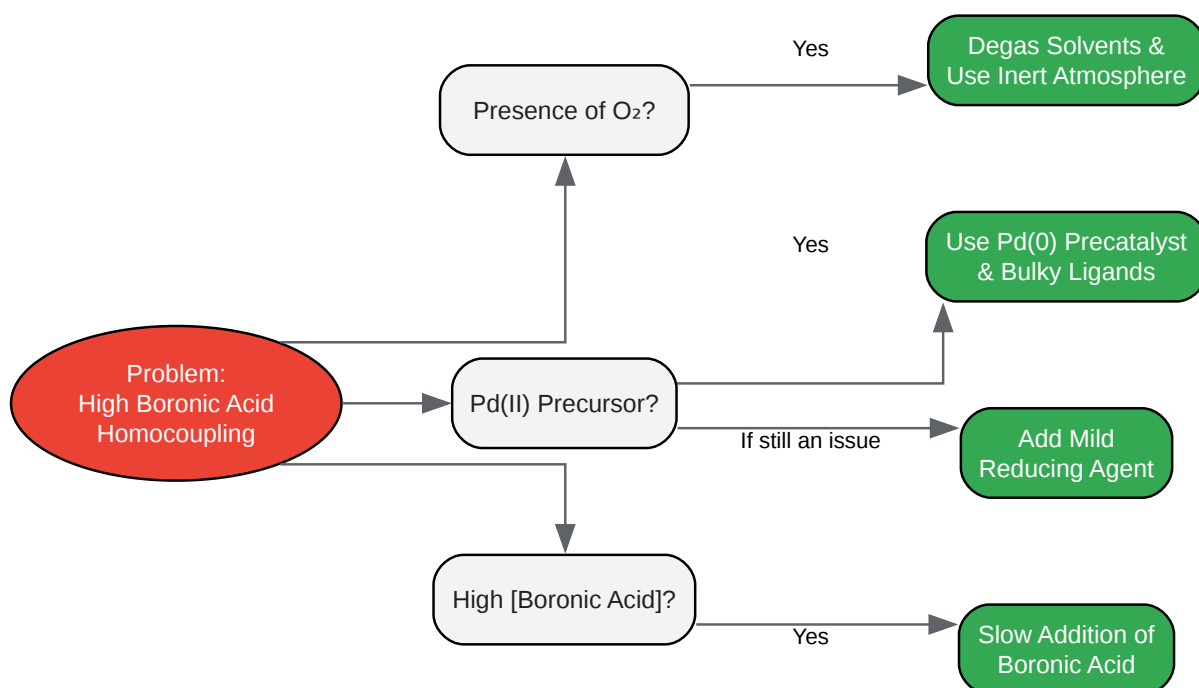 Yes
Degas Solvents &
Use Inert Atmosphere
Presence of O₂?
Yes
Use Pd(0) Precatalyst
& Bulky Ligands
Problem:
High Boronic Acid
Homocoupling
Pd(II) Precursor?
If still an issue
Add Mild
Reducing Agent
High [Boronic Acid]?
Yes
Slow Addition of
Boronic Acid